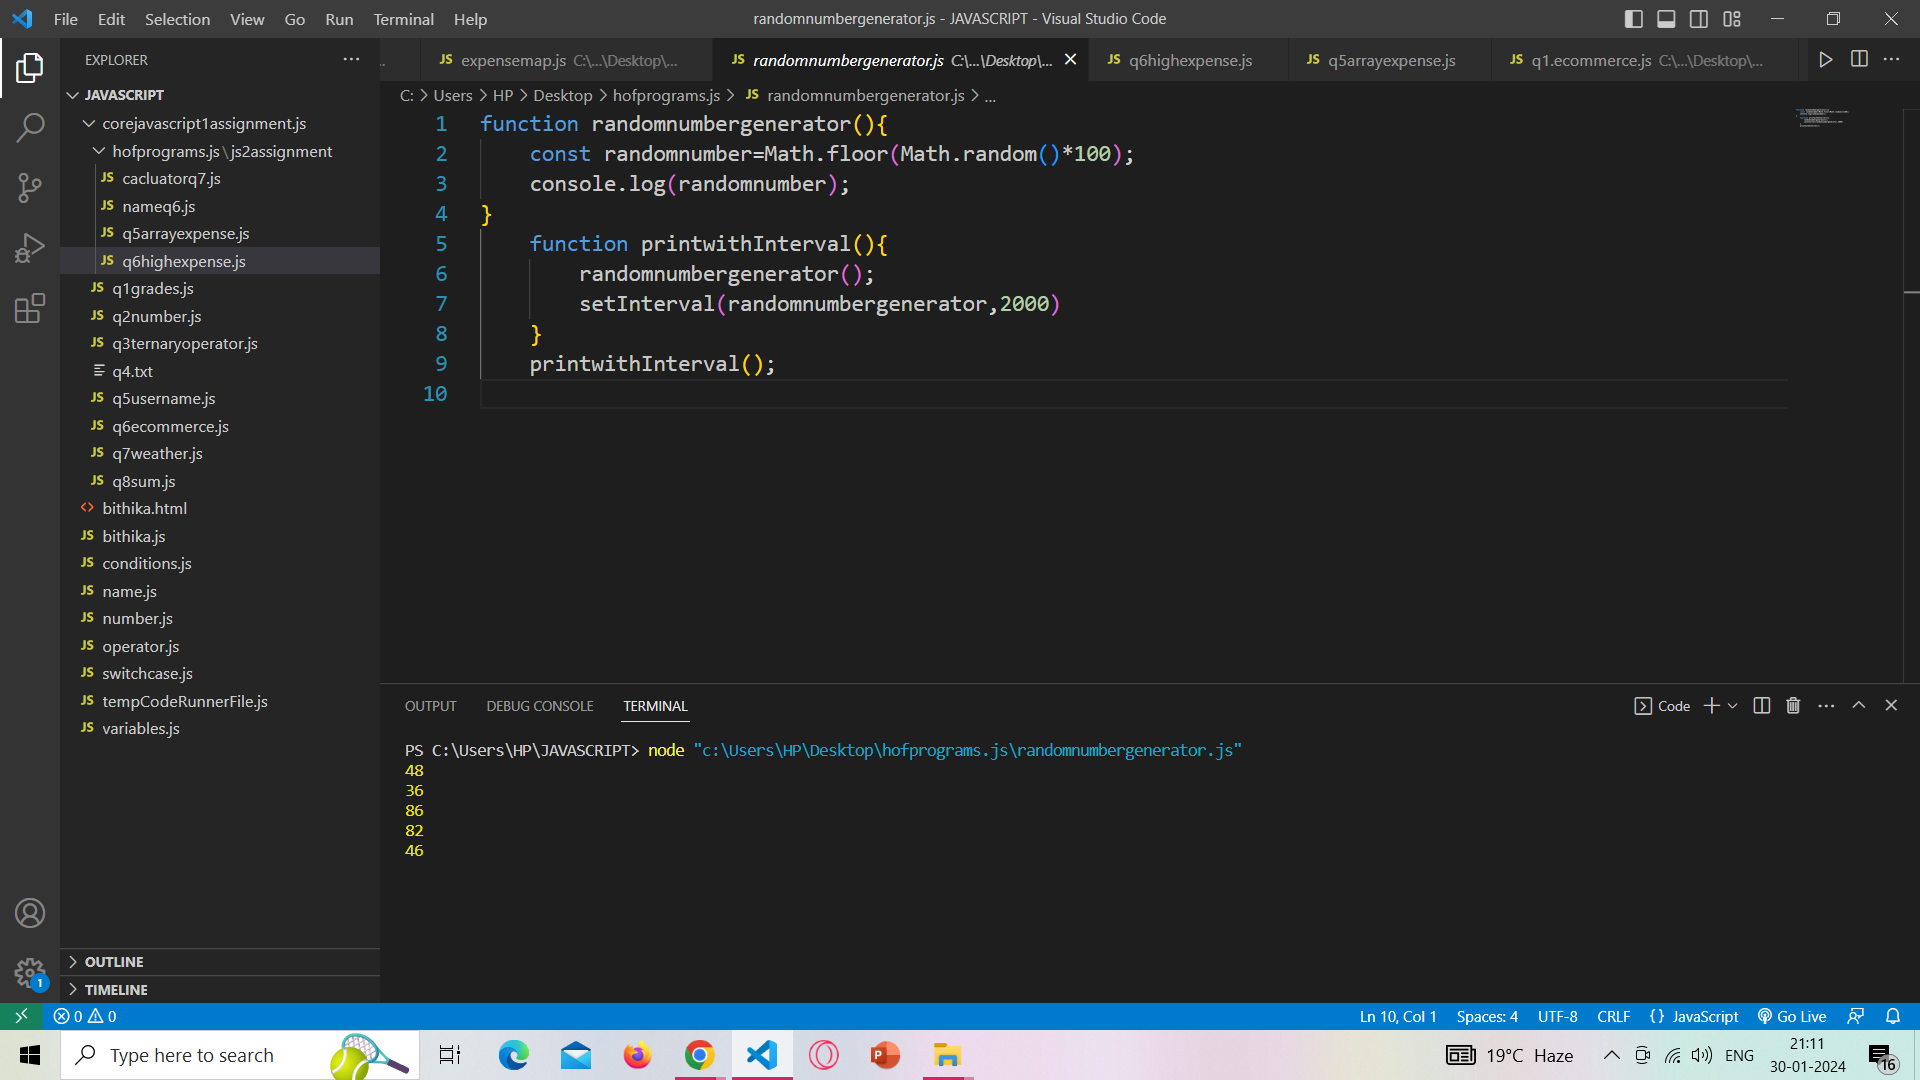 File Edit Selection View Go Run Terminal Help
randomnumbergenerator.js - JAVASCRIPT - Visual Studio Code
EXPLORER
JAVASCRIPT
corejavascript1assignment.js
hofprograms.js\js2assignment
JS cacluatorq7.js
JS nameq6.js
JS q5arrayexpense.js
JS q6highexpense.js
JS q1grades.js
JS q2number.js
JS q3ternaryoperator.js
q4.txt
JS q5username.js
JS q6ecommerce.js
JS q7weather.js
JS q8sum.js
<> bithika.html
JS bithika.js
JS conditions.js
JS name.js
JS number.js
JS operator.js
JS switchcase.js
JS tempCodeRunnerFile.js
JS variables.js
OUTLINE
TIMELINE
JS expensemap.js C:\...\Desktop\...
JS randomnumbergenerator.js C:\...\Desktop\...
JS q6highexpense.js
JS q5arrayexpense.js
JS q1.ecommerce.js C:\...\Desktop\...
C: > Users > HP > Desktop > hofprograms.js > JS randomnumbergenerator.js > ...
1 function randomnumbergenerator(){
2 const randomnumber=Math.floor(Math.random()*100);
3 console.log(randomnumber);
4 }
5 function printwithInterval(){
6 randomnumbergenerator();
7 setInterval(randomnumbergenerator,2000)
8 }
9 printwithInterval();
10
OUTPUT DEBUG CONSOLE TERMINAL
Code
PS C:\Users\HP\JAVASCRIPT> node "c:\Users\HP\Desktop\hofprograms.js\randomnumbergenerator.js"
48
36
86
82
46
1
0 0
Ln 10, Col 1 Spaces: 4 UTF-8 CRLF {} JavaScript Go Live
Type here to search
19°C Haze
ENG
21:11
30-01-2024
16